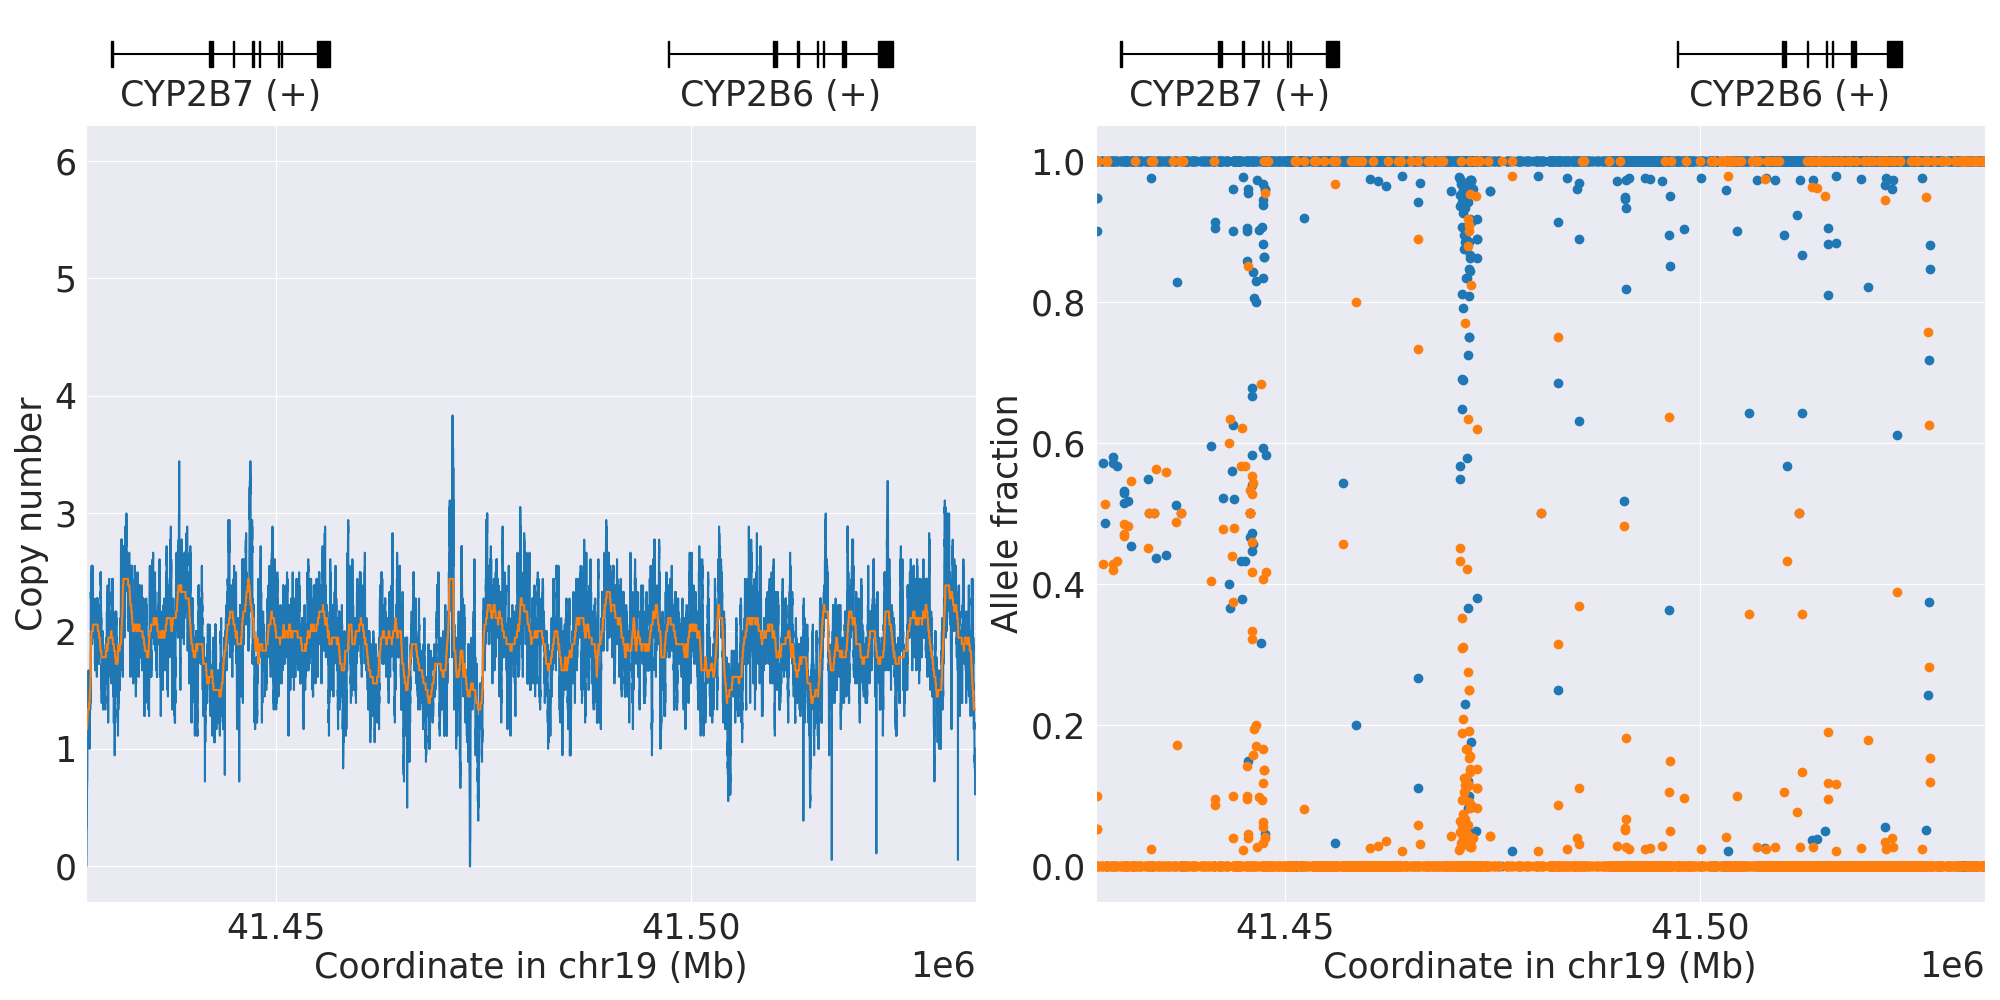 CYP2B7 (+)
CYP2B6 (+)
6
5
4
3
2
1
0
Copy number
41.45
41.50
Coordinate in chr19 (Mb)
1e6
CYP2B7 (+)
CYP2B6 (+)
1.0
0.8
0.6
0.4
0.2
0.0
Allele fraction
41.45
41.50
Coordinate in chr19 (Mb)
1e6